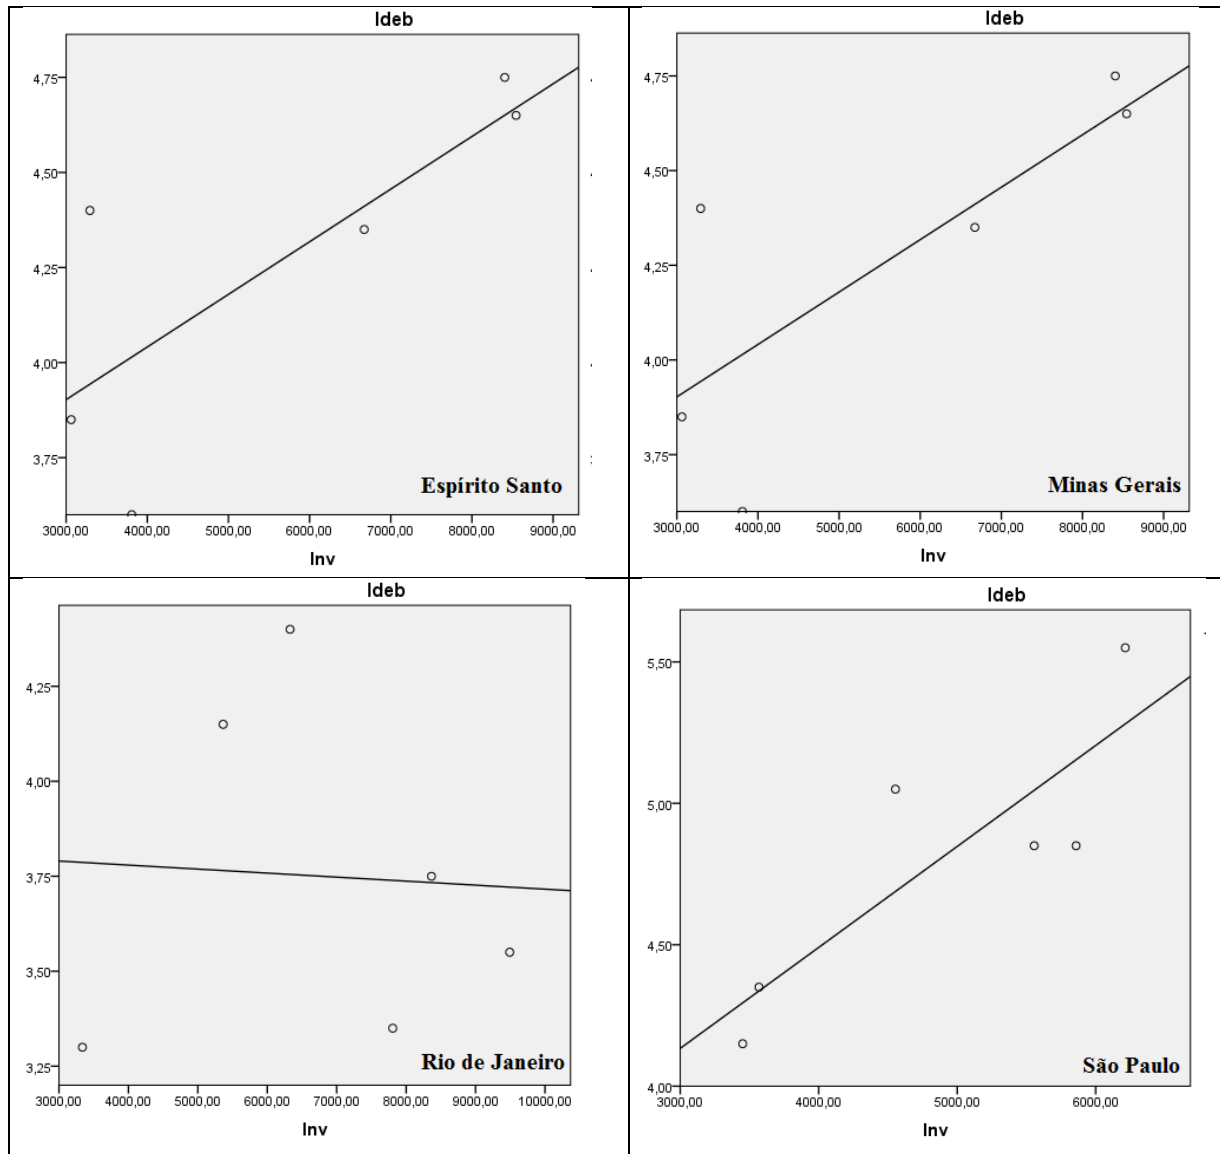 Ideb
4,75
4,50
4,25
4,00
3,75
Espírito Santo
3000,00 4000,00 5000,00 6000,00 7000,00 8000,00 9000,00
Inv
Ideb
4,75
4,50
4,25
4,00
3,75
Minas Gerais
3000,00 4000,00 5000,00 6000,00 7000,00 8000,00 9000,00
Inv
Ideb
4,25
4,00
3,75
3,50
3,25
Rio de Janeiro
3000,00 4000,00 5000,00 6000,00 7000,00 8000,00 9000,00 10000,00
Inv
Ideb
5,50
5,00
4,50
4,00
São Paulo
3000,00 4000,00 5000,00 6000,00
Inv